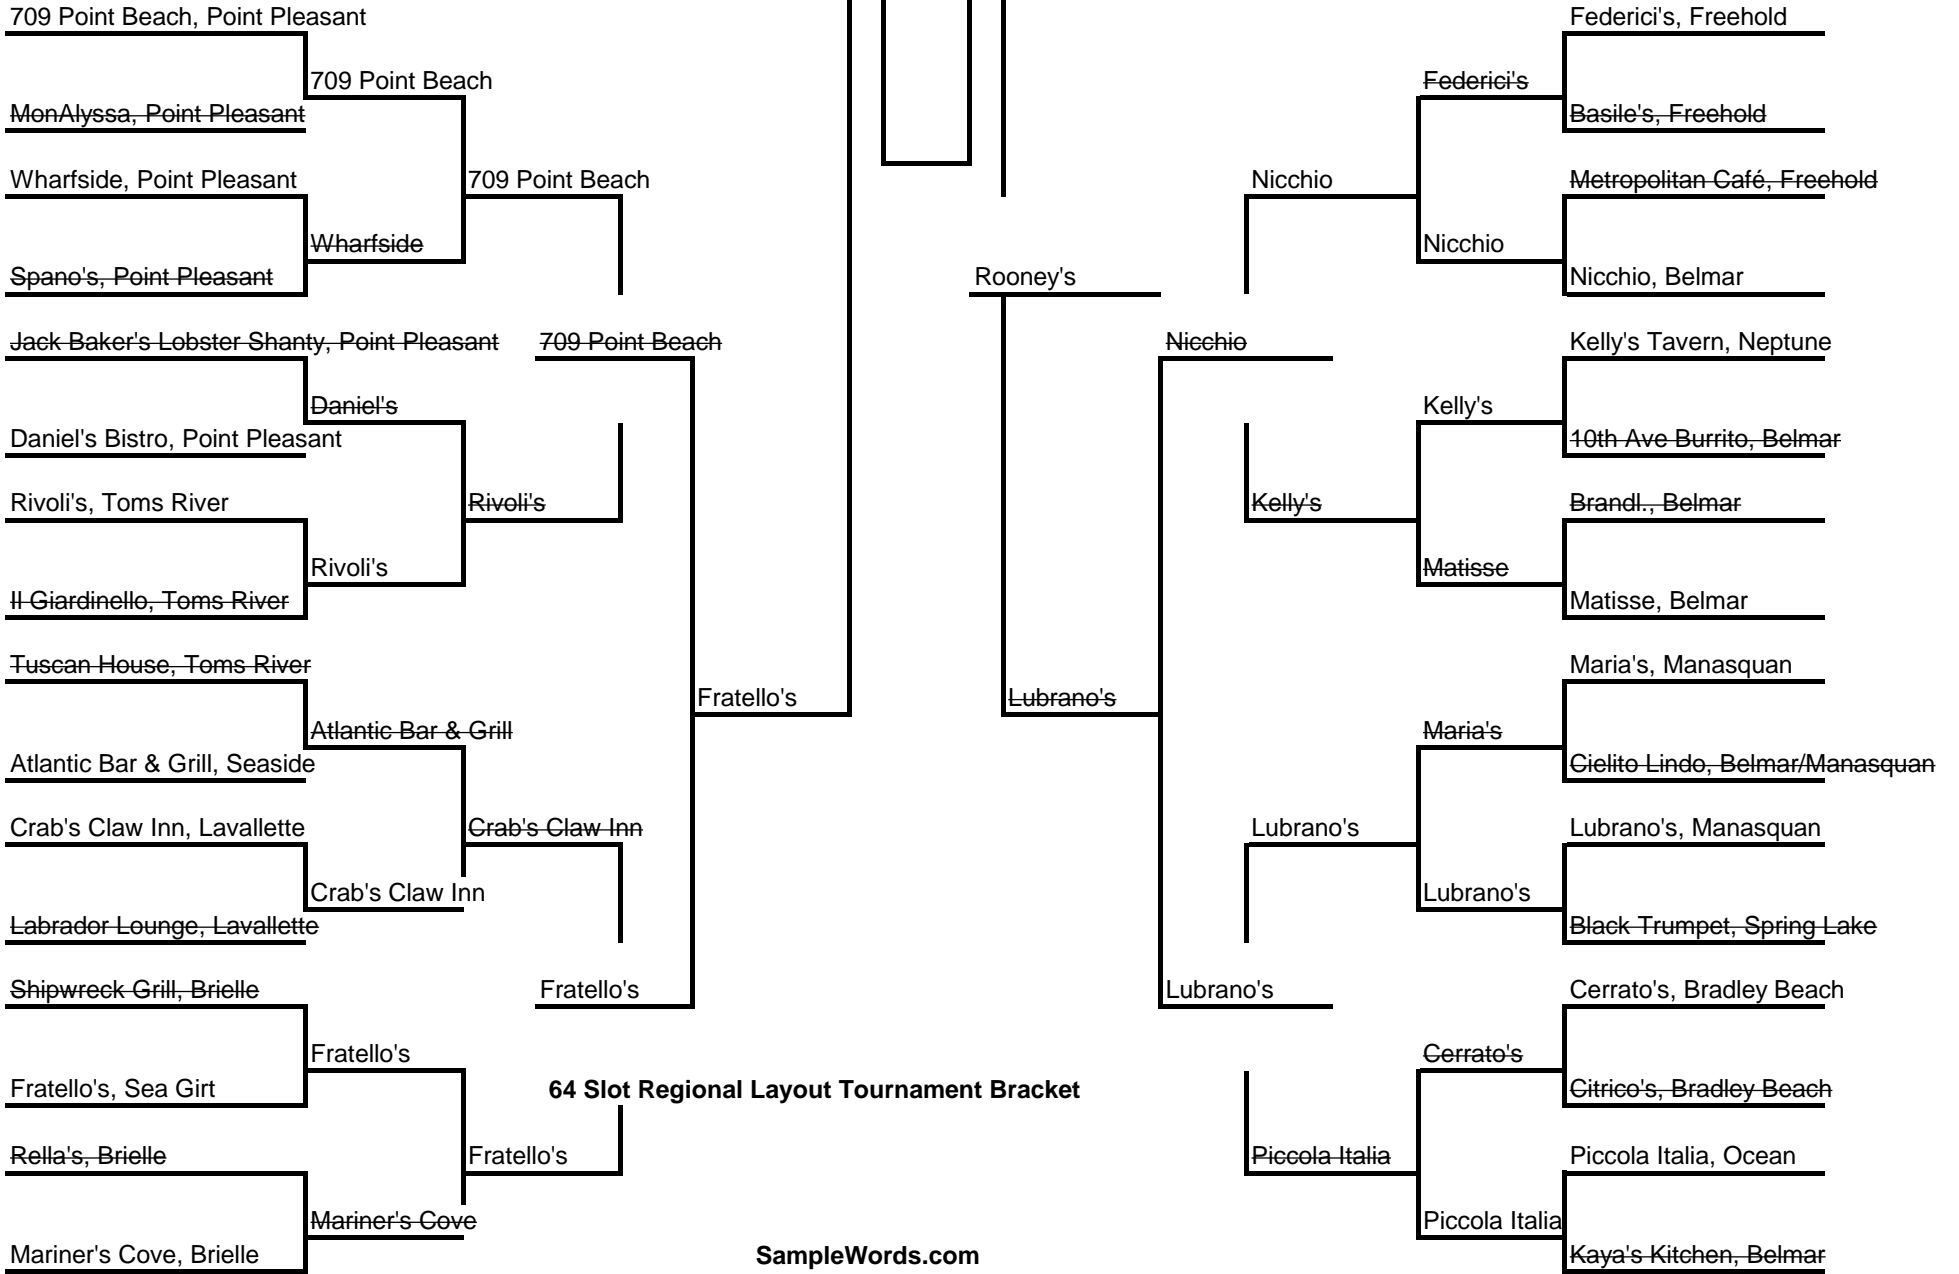 709 Point Beach, Point Pleasant
Federici's, Freehold
709 Point Beach
Federici's
MonAlyssa, Point Pleasant
Basile's, Freehold
Wharfside, Point Pleasant
709 Point Beach
Nicchio
Metropolitan Café, Freehold
Wharfside
Nicchio
Spano's, Point Pleasant
Rooney's
Nicchio, Belmar
Jack Baker's Lobster Shanty, Point Pleasant
709 Point Beach
Nicchio
Kelly's Tavern, Neptune
Daniel's
Kelly's
Daniel's Bistro, Point Pleasant
10th Ave Burrito, Belmar
Rivoli's, Toms River
Rivoli's
Kelly's
Brandl., Belmar
Rivoli's
Matisse
Il Giardinello, Toms River
Matisse, Belmar
Tuscan House, Toms River
Maria's, Manasquan
Fratello's
Lubrano's
Atlantic Bar & Grill
Maria's
Atlantic Bar & Grill, Seaside
Cielito Lindo, Belmar/Manasquan
Crab's Claw Inn, Lavallette
Crab's Claw Inn
Lubrano's
Lubrano's, Manasquan
Crab's Claw Inn
Lubrano's
Labrador Lounge, Lavallette
Black Trumpet, Spring Lake
Shipwreck Grill, Brielle
Fratello's
Lubrano's
Cerrato's, Bradley Beach
Fratello's
Cerrato's
Fratello's, Sea Girt
64 Slot Regional Layout Tournament Bracket
Citrico's, Bradley Beach
Rella's, Brielle
Fratello's
Piccola Italia
Piccola Italia, Ocean
Mariner's Cove
Piccola Italia
Mariner's Cove, Brielle
SampleWords.com
Kaya's Kitchen, Belmar